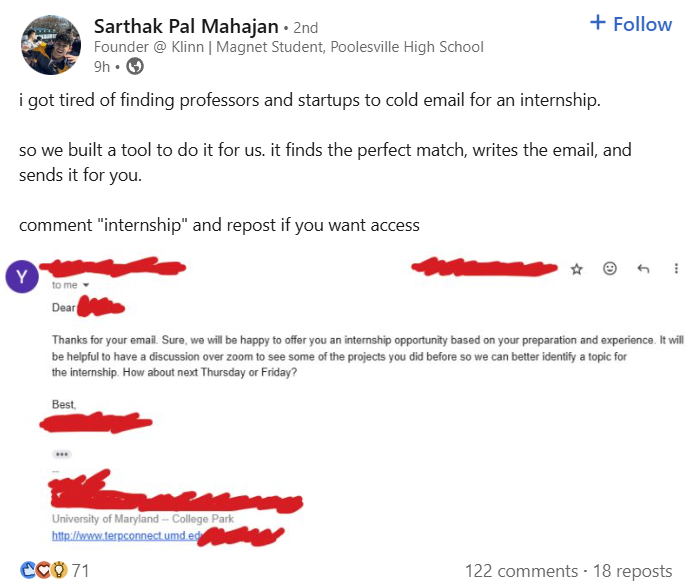 Sarthak Pal Mahajan • 2nd
+ Follow
Founder @ Klinn | Magnet Student, Poolesville High School
9h •
i got tired of finding professors and startups to cold email for an internship.
so we built a tool to do it for us. it finds the perfect match, writes the email, and
sends it for you.
comment "internship" and repost if you want access
Y
to me
Dear
Thanks for your email. Sure, we will be happy to offer you an internship opportunity based on your preparation and experience. It will
be helpful to have a discussion over zoom to see some of the projects you did before so we can better identify a topic for
the internship. How about next Thursday or Friday?
Best,
--
University of Maryland -- College Park
http://www.terpconnect.umd.ed
71
122 comments · 18 reposts